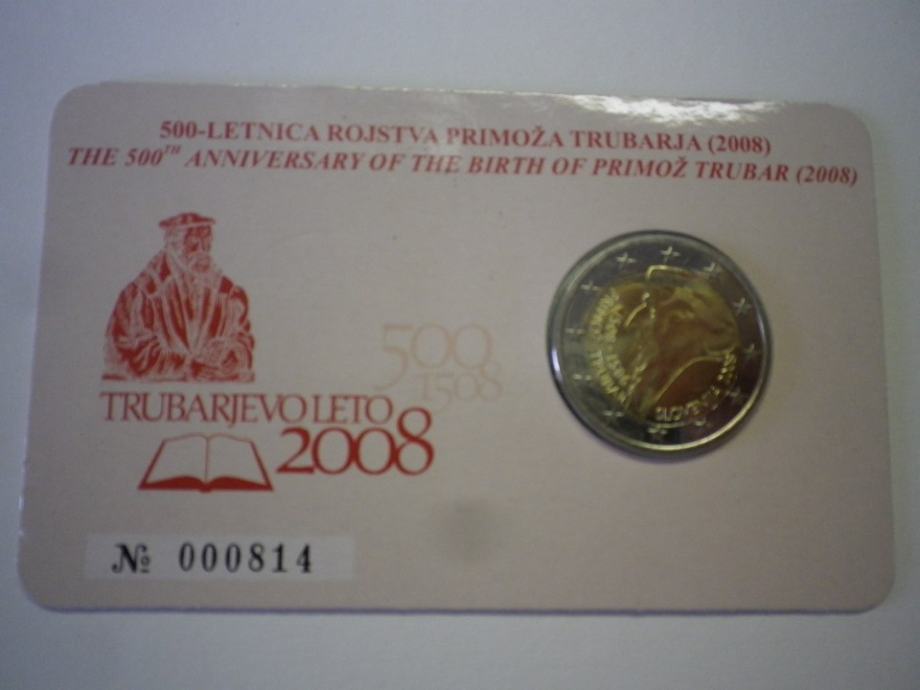 500-LETNICA ROJSTVA PRIMOŽA TRUBARJA (2008)
THE 500TH ANNIVERSARY OF THE BIRTH OF PRIMOŽ TRUBAR (2008)
500
1508
TRUBARJEVO LETO
2008
SLOVENIJA 2008
№ 000814